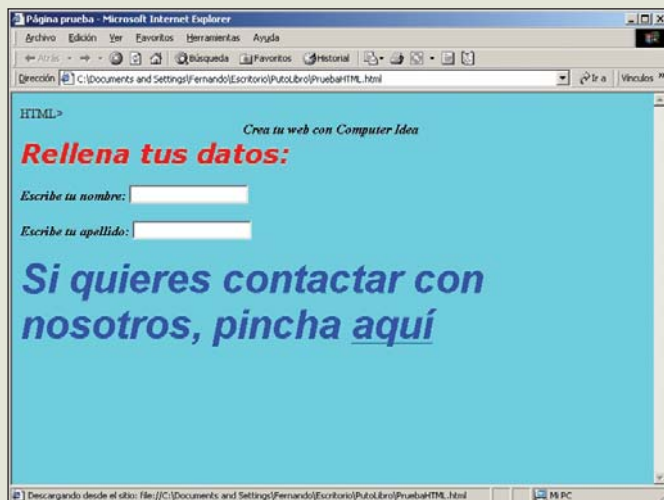 Página prueba - Microsoft Internet Explorer
Archivo Edición Ver Favoritos Herramientas Ayuda
Atrás Búsqueda Favoritos Historial
Dirección C:\Documents and Settings\Fernando\Escritorio\PutoLibro\PruebaHTML.html Ir a Vínculos »
HTML>
Crea tu web con Computer Idea
Rellena tus datos:
Escribe tu nombre:
Escribe tu apellido:
Si quieres contactar con
nosotros, pincha aquí
Descargando desde el sitio: file://C:\Documents and Settings\Fernando\Escritorio\PutoLibro\PruebaHTML.html Mi PC